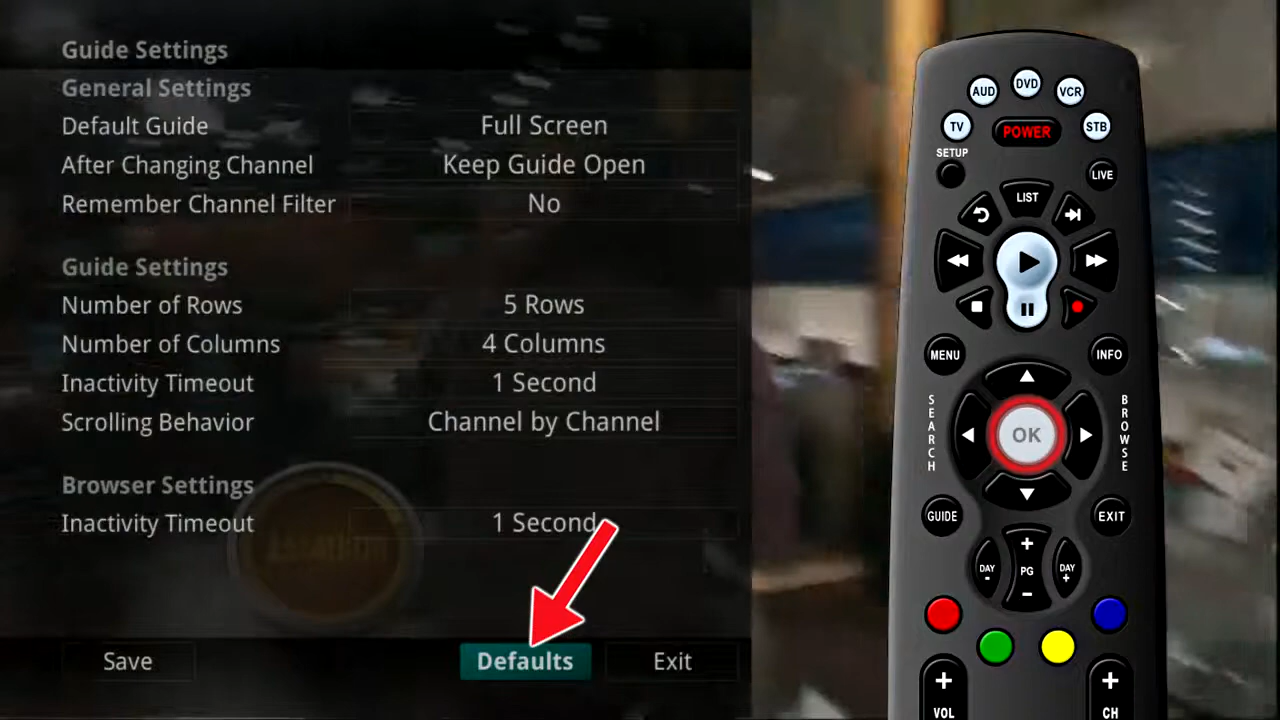 Guide Settings
General Settings
Default Guide Full Screen
After Changing Channel Keep Guide Open
Remember Channel Filter No
Guide Settings
Number of Rows 5 Rows
Number of Columns 4 Columns
Inactivity Timeout 1 Second
Scrolling Behavior Channel by Channel
Browser Settings
Inactivity Timeout 1 Second
Save Defaults Exit
AUD DVD VCR
TV POWER STB
SETUP
LIVE
LIST
MENU INFO
SEARCH OK BROWSE
GUIDE EXIT
+
DAY - PG DAY +
-
+ +
VOL CH